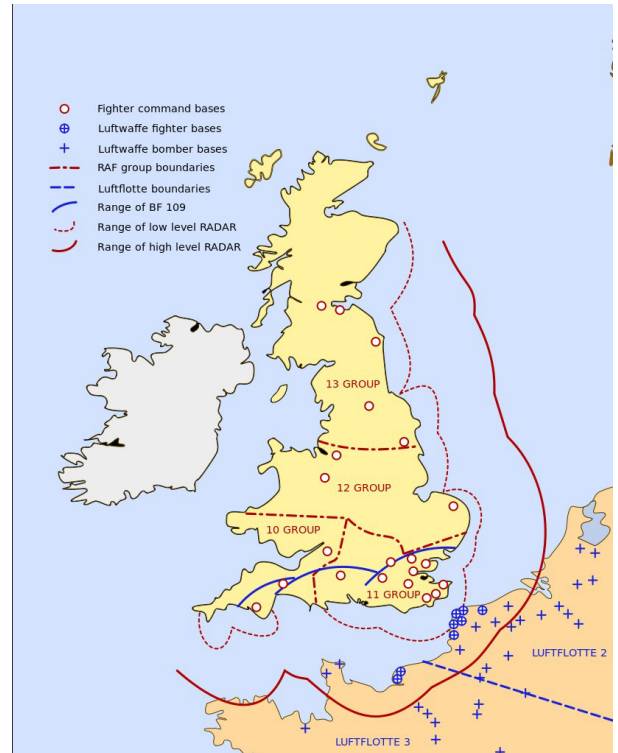 Fighter command bases
Luftwaffe fighter bases
Luftwaffe bomber bases
RAF group boundaries
Luftflotte boundaries
Range of BF 109
Range of low level RADAR
Range of high level RADAR
13 GROUP
12 GROUP
10 GROUP
11 GROUP
LUFTFLOTTE 2
LUFTFLOTTE 3